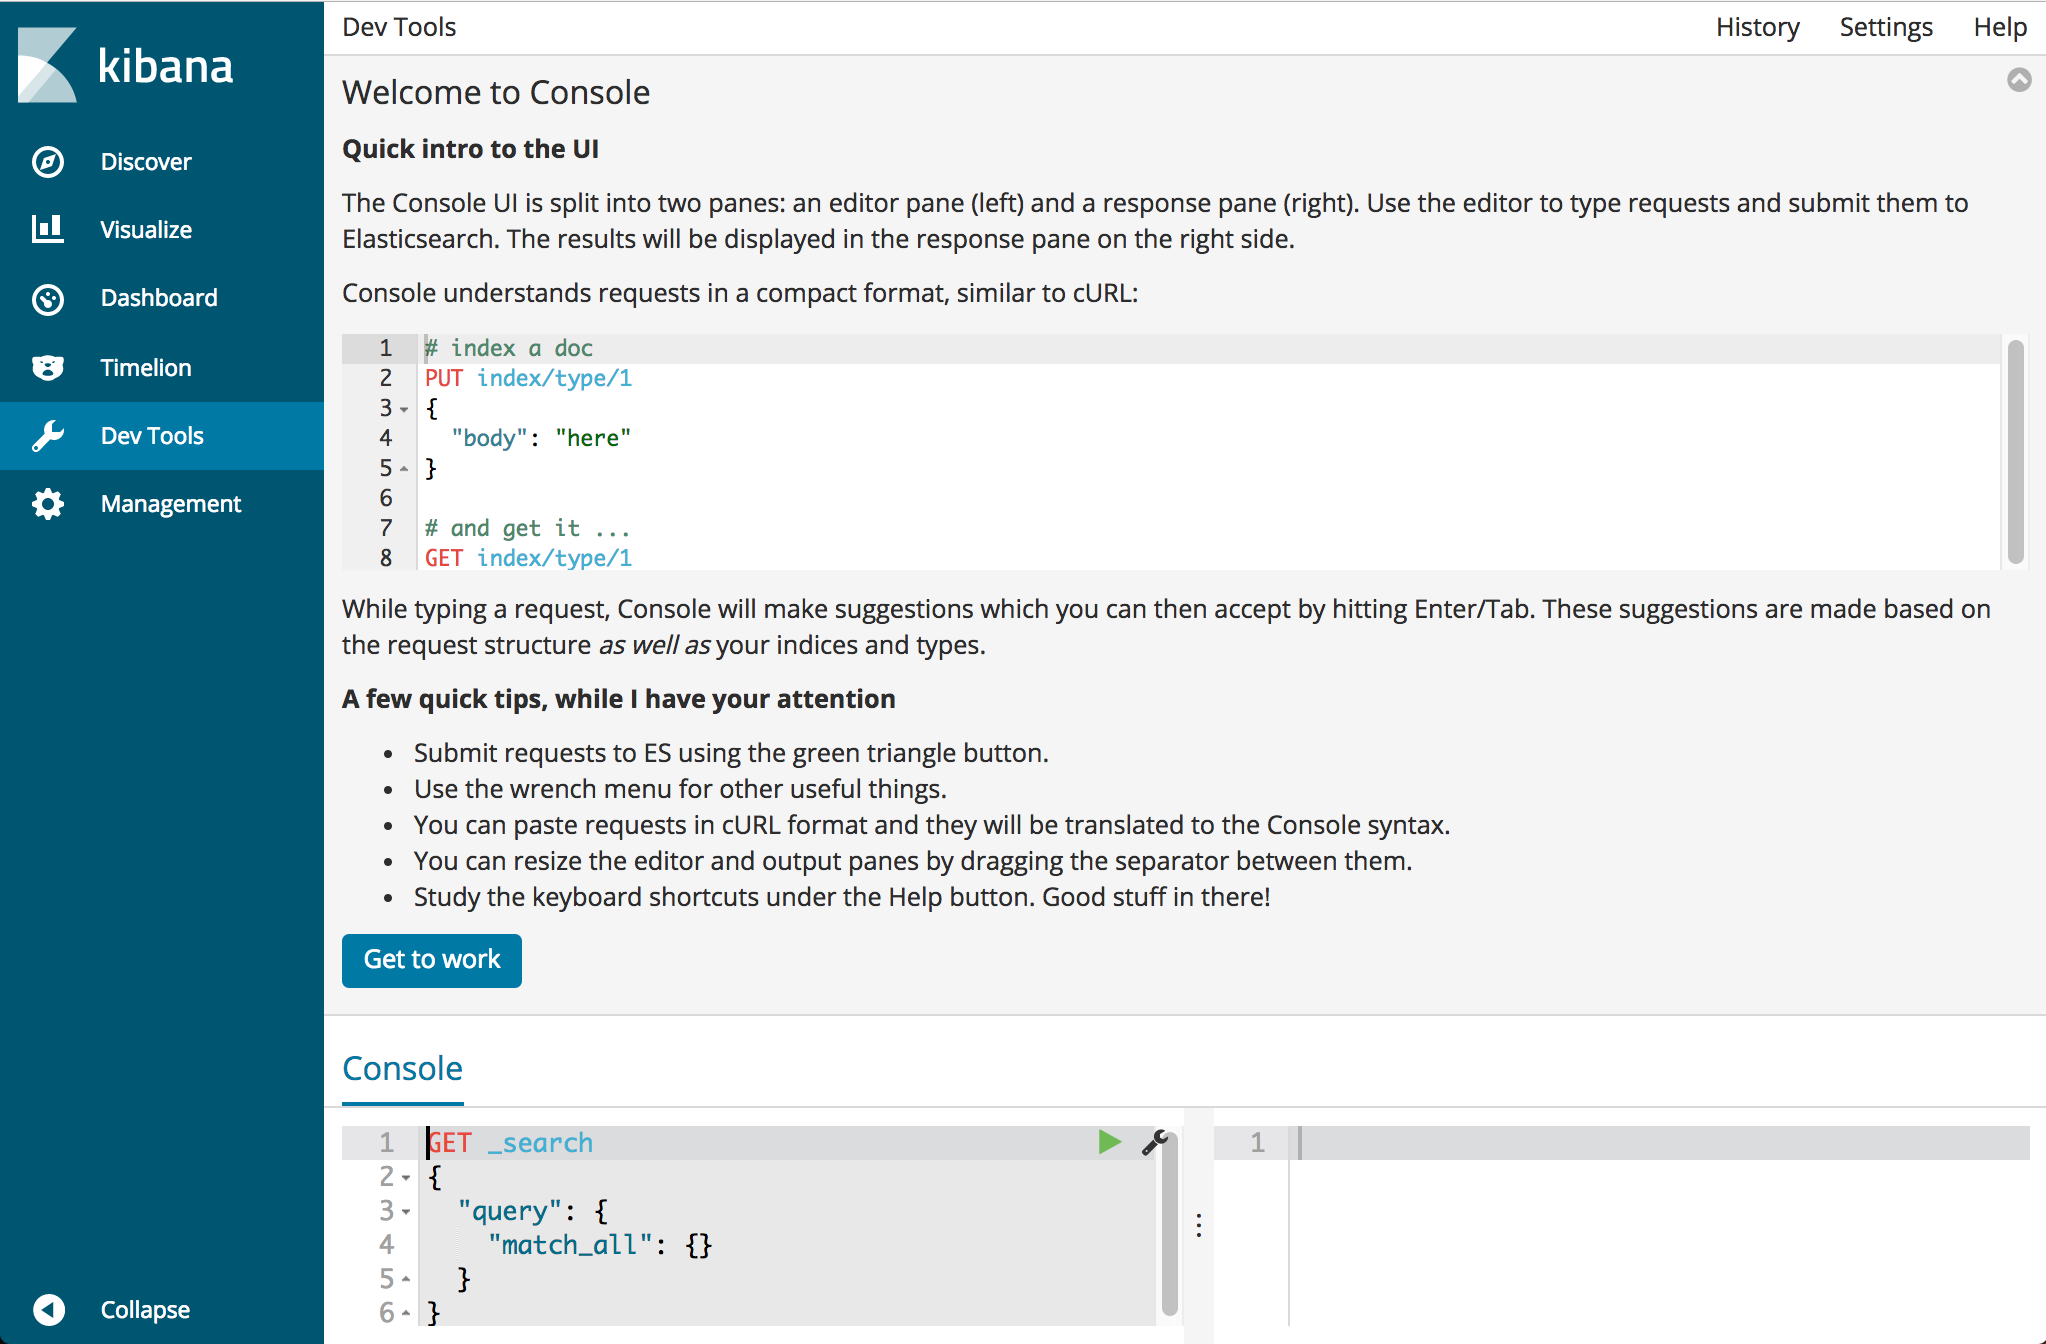 kibana
Discover
Visualize
Dashboard
Timelion
Dev Tools
Management
Collapse
Dev Tools
History Settings Help
Welcome to Console
Quick intro to the UI
The Console UI is split into two panes: an editor pane (left) and a response pane (right). Use the editor to type requests and submit them to
Elasticsearch. The results will be displayed in the response pane on the right side.
Console understands requests in a compact format, similar to cURL:
1 # index a doc
2 PUT index/type/1
3 {
4 "body": "here"
5 }
6
7 # and get it ...
8 GET index/type/1
While typing a request, Console will make suggestions which you can then accept by hitting Enter/Tab. These suggestions are made based on
the request structure as well as your indices and types.
A few quick tips, while I have your attention
• Submit requests to ES using the green triangle button.
• Use the wrench menu for other useful things.
• You can paste requests in cURL format and they will be translated to the Console syntax.
• You can resize the editor and output panes by dragging the separator between them.
• Study the keyboard shortcuts under the Help button. Good stuff in there!
Get to work
Console
1 GET _search
2 {
3 "query": {
4 "match_all": {}
5 }
6 }
1